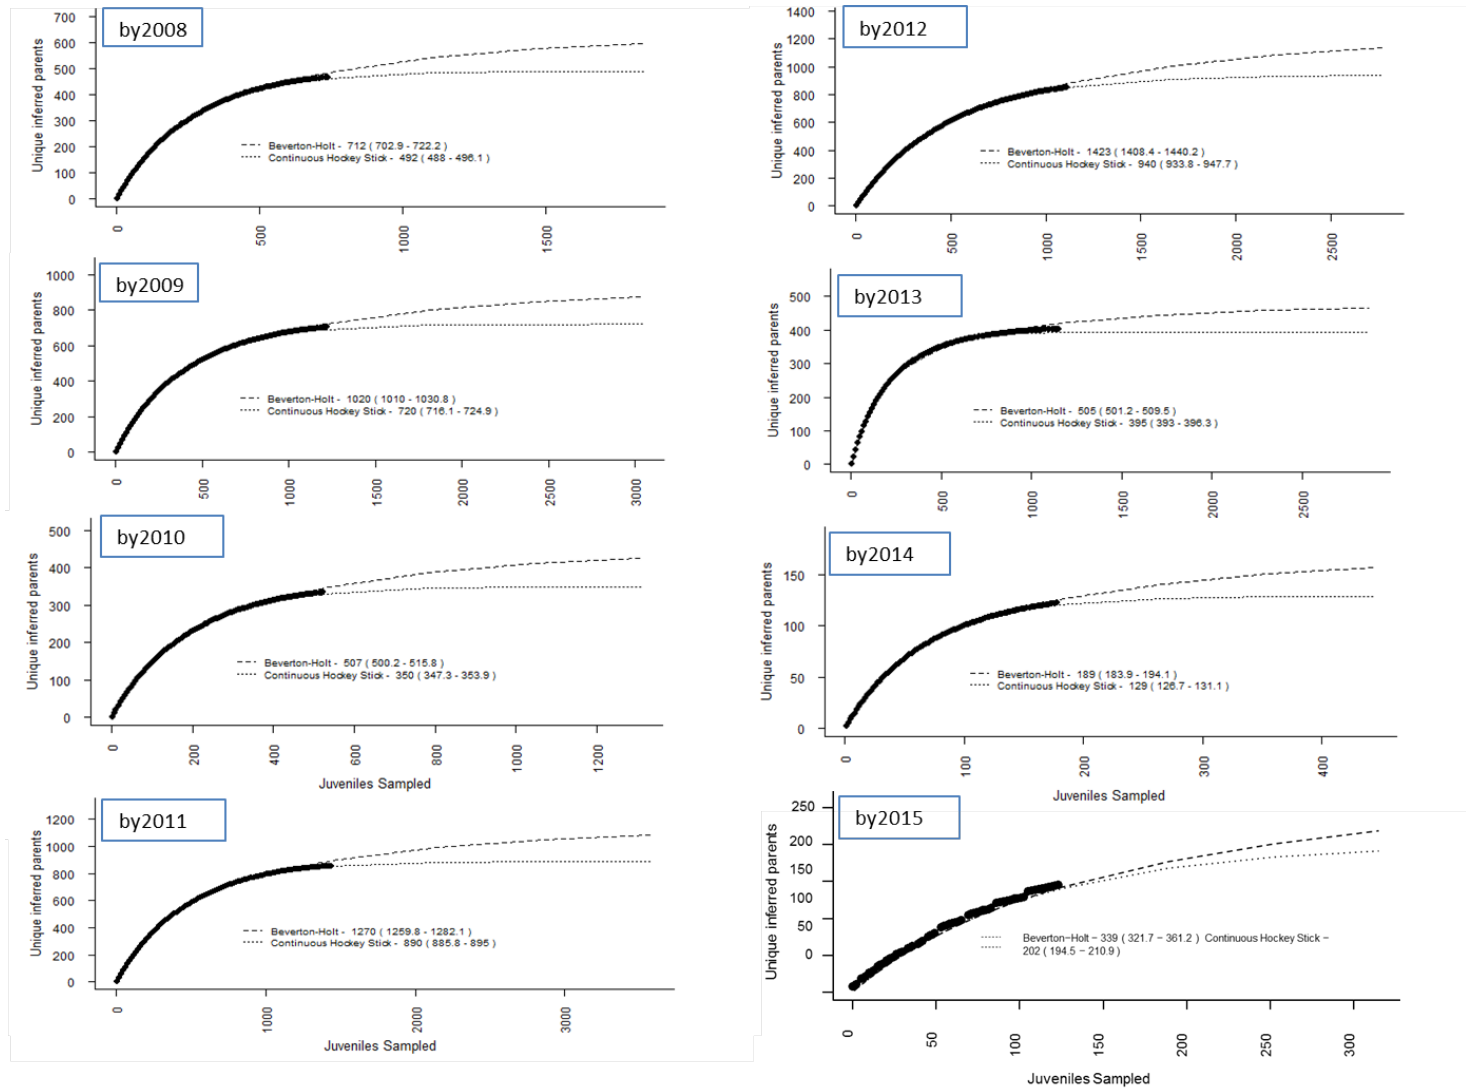 by2008
700
600
500
400
300
200
100
0
Unique inferred parents
Beverton-Holt - 712 ( 702.9 - 722.2 )
Continuous Hockey Stick - 492 ( 488 - 496.1 )
0 500 1000 1500
by2012
1400
1200
1000
800
600
400
200
0
Unique inferred parents
Beverton-Holt - 1423 ( 1408.4 - 1440.2 )
Continuous Hockey Stick - 940 ( 933.8 - 947.7 )
0 500 1000 1500 2000 2500
by2009
1000
800
600
400
200
0
Unique inferred parents
Beverton-Holt - 1020 ( 1010 - 1030.8 )
Continuous Hockey Stick - 720 ( 716.1 - 724.9 )
0 500 1000 1500 2000 2500 3000
by2013
500
400
300
200
100
0
Unique inferred parents
Beverton-Holt - 505 ( 501.2 - 509.5 )
Continuous Hockey Stick - 395 ( 393 - 396.3 )
0 500 1000 1500 2000 2500
by2010
500
400
300
200
100
0
Unique inferred parents
Beverton-Holt - 507 ( 500.2 - 515.8 )
Continuous Hockey Stick - 350 ( 347.3 - 353.9 )
0 200 400 600 800 1000 1200
Juveniles Sampled
by2014
150
100
50
0
Unique inferred parents
Beverton-Holt - 189 ( 183.9 - 194.1 )
Continuous Hockey Stick - 129 ( 126.7 - 131.1 )
0 100 200 300 400
Juveniles Sampled
by2011
1200
1000
800
600
400
200
0
Unique inferred parents
Beverton-Holt - 1270 ( 1259.8 - 1282.1 )
Continuous Hockey Stick - 890 ( 885.8 - 895 )
0 1000 2000 3000
Juveniles Sampled
by2015
250
200
150
100
50
0
Unique inferred parents
Beverton−Holt − 339 ( 321.7 − 361.2 ) Continuous Hockey Stick −
202 ( 194.5 − 210.9 )
0 50 100 150 200 250 300
Juveniles Sampled